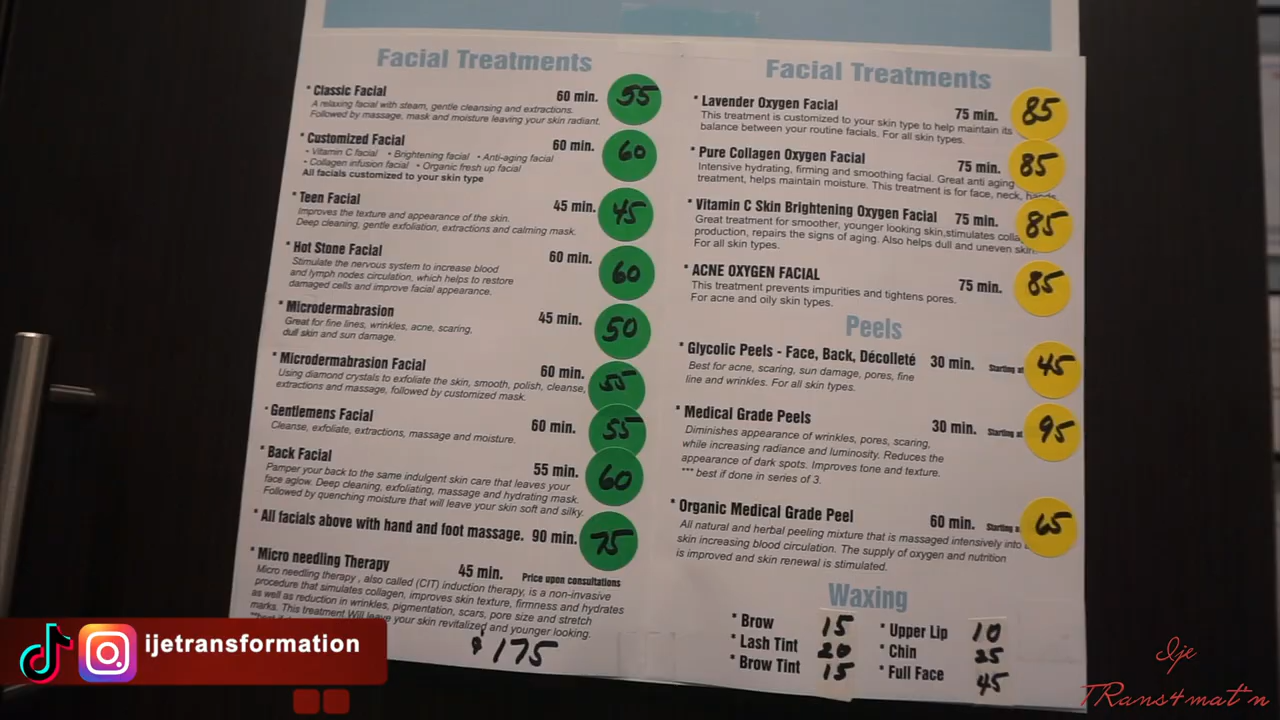 Facial Treatments
* Classic Facial 60 min. 55
A relaxing facial with steam, gentle cleansing and extractions.
Followed by massage, mask and moisture leaving your skin radiant.
* Customized Facial 60 min. 60
• Vitamin C facial • Brightening facial • Anti-aging facial
• Collagen infusion facial • Organic fresh up facial
All facials customized to your skin type
* Teen Facial 45 min. 45
Improves the texture and appearance of the skin.
Deep cleaning, gentle exfoliation, extractions and calming mask.
* Hot Stone Facial 60 min. 60
Stimulate the nervous system to increase blood
and lymph nodes circulation, which helps to restore
damaged cells and improve facial appearance.
* Microdermabrasion 45 min. 50
Great for fine lines, wrinkles, acne, scaring,
dull skin and sun damage.
* Microdermabrasion Facial 60 min. 55
Using diamond crystals to exfoliate the skin, smooth, polish, cleanse,
extractions and massage, followed by customized mask.
* Gentlemens Facial 60 min. 55
Cleanse, exfoliate, extractions, massage and moisture.
* Back Facial 55 min. 60
Pamper your back to the same indulgent skin care that leaves your
face aglow. Deep cleaning, exfoliating, massage and hydrating mask.
Followed by quenching moisture that will leave your skin soft and silky.
* All facials above with hand and foot massage. 90 min. 75
* Micro needling Therapy 45 min. Price upon consultations
Micro needling therapy , also called (CIT) induction therapy, is a non-invasive
procedure that simulates collagen, improves skin texture, firmness and hydrates
as well as reduction in wrinkles, pigmentation, scars, pore size and stretch
marks. This treatment Will leave your skin revitalized and younger looking.
$175
Facial Treatments
* Lavender Oxygen Facial 75 min. 85
This treatment is customized to your skin type to help maintain its
balance between your routine facials. For all skin types.
* Pure Collagen Oxygen Facial 75 min. 85
Intensive hydrating, firming and smoothing facial. Great anti aging
treatment, helps maintain moisture. This treatment is for face, neck, hands.
* Vitamin C Skin Brightening Oxygen Facial 75 min. 85
Great treatment for smoother, younger looking skin,stimulates colla
production, repairs the signs of aging. Also helps dull and uneven skin.
For all skin types.
* ACNE OXYGEN FACIAL 75 min. 85
This treatment prevents impurities and tightens pores.
For acne and oily skin types.
Peels
* Glycolic Peels - Face, Back, Décolleté 30 min. Starting at 45
Best for acne, scaring, sun damage, pores, fine
line and wrinkles. For all skin types.
* Medical Grade Peels 30 min. Starting at 95
Diminishes appearance of wrinkles, pores, scaring,
while increasing radiance and luminosity. Reduces the
appearance of dark spots. Improves tone and texture.
*** best if done in series of 3.
* Organic Medical Grade Peel 60 min. Starting a 65
All natural and herbal peeling mixture that is massaged intensively into
skin increasing blood circulation. The supply of oxygen and nutrition
is improved and skin renewal is stimulated.
Waxing
* Brow 15 * Upper Lip 10
* Lash Tint 20 * Chin 25
* Brow Tint 15 * Full Face 45
ijetransformation
Ije
TRans4mat'n